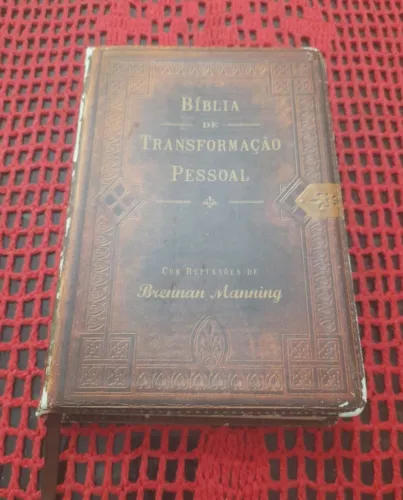 BÍBLIA
DE
TRANSFORMAÇÃO
PESSOAL
COM REFLEXÕES DE
Brennan Manning